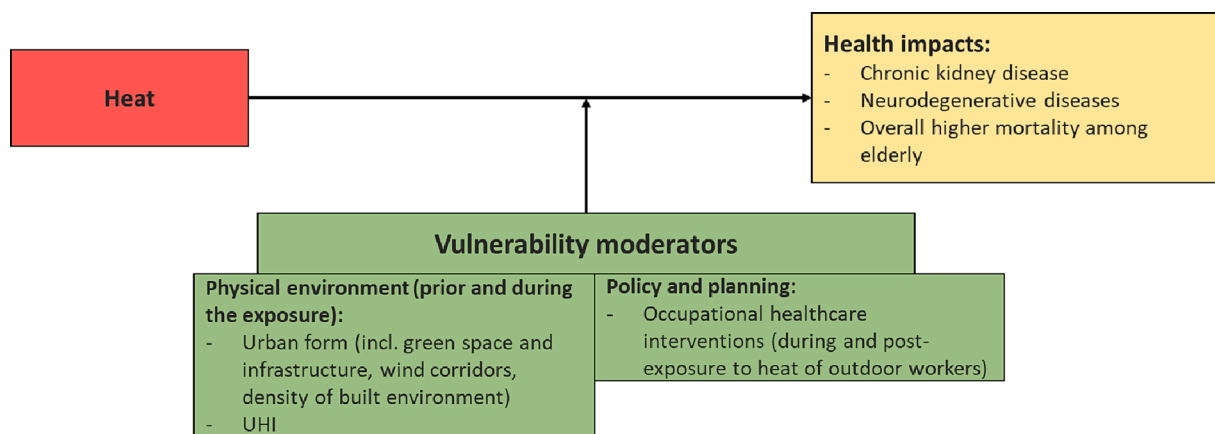 Heat
Health impacts:
- Chronic kidney disease
- Neurodegenerative diseases
- Overall higher mortality among
elderly
Vulnerability moderators
Physical environment (prior and during
the exposure):
- Urban form (incl. green space and
infrastructure, wind corridors,
density of built environment)
- UHI
Policy and planning:
- Occupational healthcare
interventions (during and post-
exposure to heat of outdoor workers)